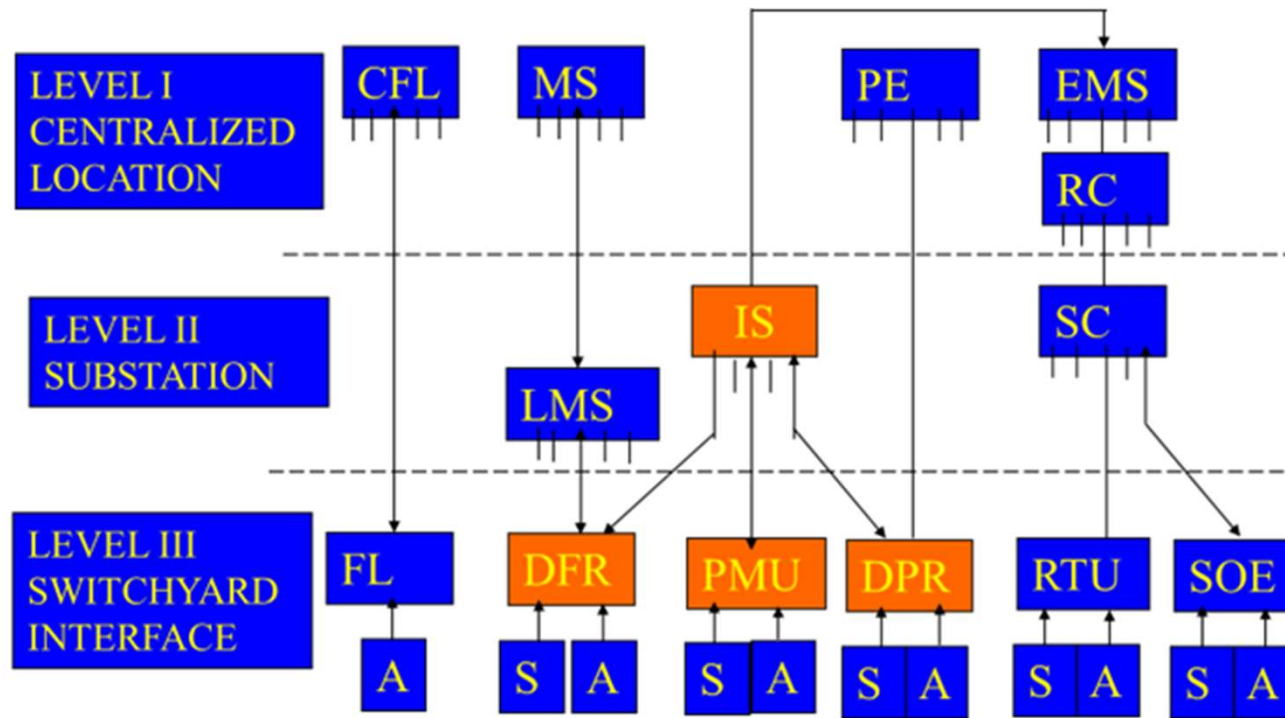 LEVEL I
CENTRALIZED
LOCATION
CFL
MS
PE
EMS
RC
LEVEL II
SUBSTATION
IS
SC
LMS
LEVEL III
SWITCHYARD
INTERFACE
FL
DFR
PMU
DPR
RTU
SOE
A
S
A
S
A
S
A
S
A
S
A